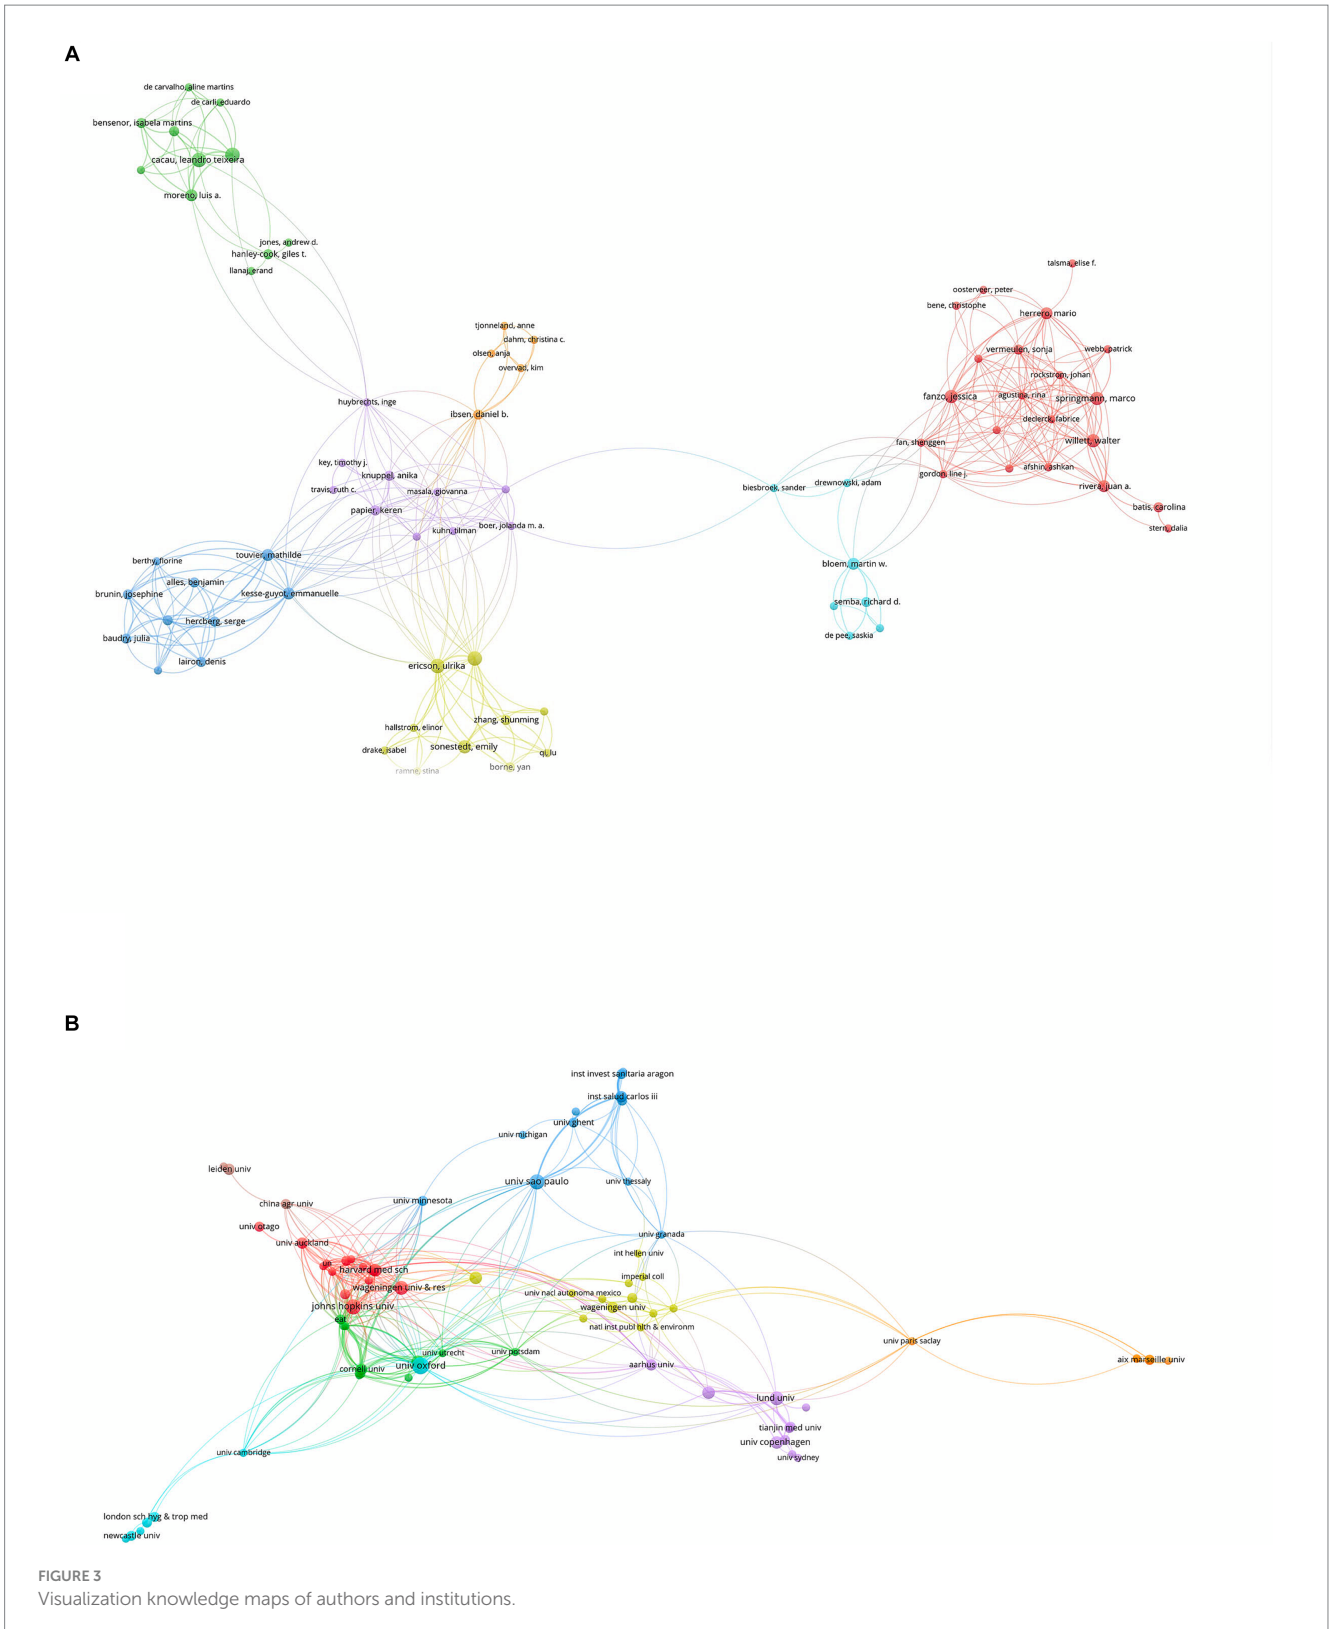 A
de carvalho, aline martins
de carli, eduardo
bensenor, isabela martins
cacau, leandro teixeira
moreno, luis a.
jones, andrew d.
hanley-cook, giles t.
llanaj, erand
talsma, elise f.
oosterveer, peter
bene, christophe
herrero, mario
tjonneland, anne
dahm, christina c.
olsen, anja
overvad, kim
vermeulen, sonja
webb, patrick
rockstrom, johan
huybrechts, inge
ibsen, daniel b.
fanzo, jessica
agustina, rina
springmann, marco
declerck, fabrice
fan, shenggen
willett, walter
key, timothy j.
knuppel, anika
travis, ruth c.
masala, giovanna
biesbroek, sander
drewnowski, adam
gordon, line j.
afshin, ashkan
rivera, juan a.
papier, keren
kuhn, tilman
boer, jolanda m. a.
batis, carolina
stern, dalia
touvier, mathilde
berthy, florine
alles, benjamin
brunin, josephine
kesse-guyot, emmanuelle
bloem, martin w.
hercberg, serge
baudry, julia
semba, richard d.
de pee, saskia
lairon, denis
ericson, ulrika
hallstrom, elinor
zhang, shunming
drake, isabel
sonestedt, emily
qi, lu
ramne, stina
borne, yan
B
inst invest sanitaria aragon
inst salud carlos iii
univ ghent
univ michigan
leiden univ
univ sao paulo
univ thessaly
china agr univ
univ minnesota
univ otago
univ granada
univ auckland
int hellen univ
un
harvard med sch
imperial coll
wageningen univ & res
univ nacl autonoma mexico
johns hopkins univ
wageningen univ
eat
natl inst publ hlth & environm
univ paris saclay
univ utrecht
univ potsdam
cornell univ
univ oxford
aarhus univ
aix marseille univ
lund univ
tianjin med univ
univ copenhagen
univ cambridge
univ sydney
london sch hyg & trop med
newcastle univ
FIGURE 3
Visualization knowledge maps of authors and institutions.